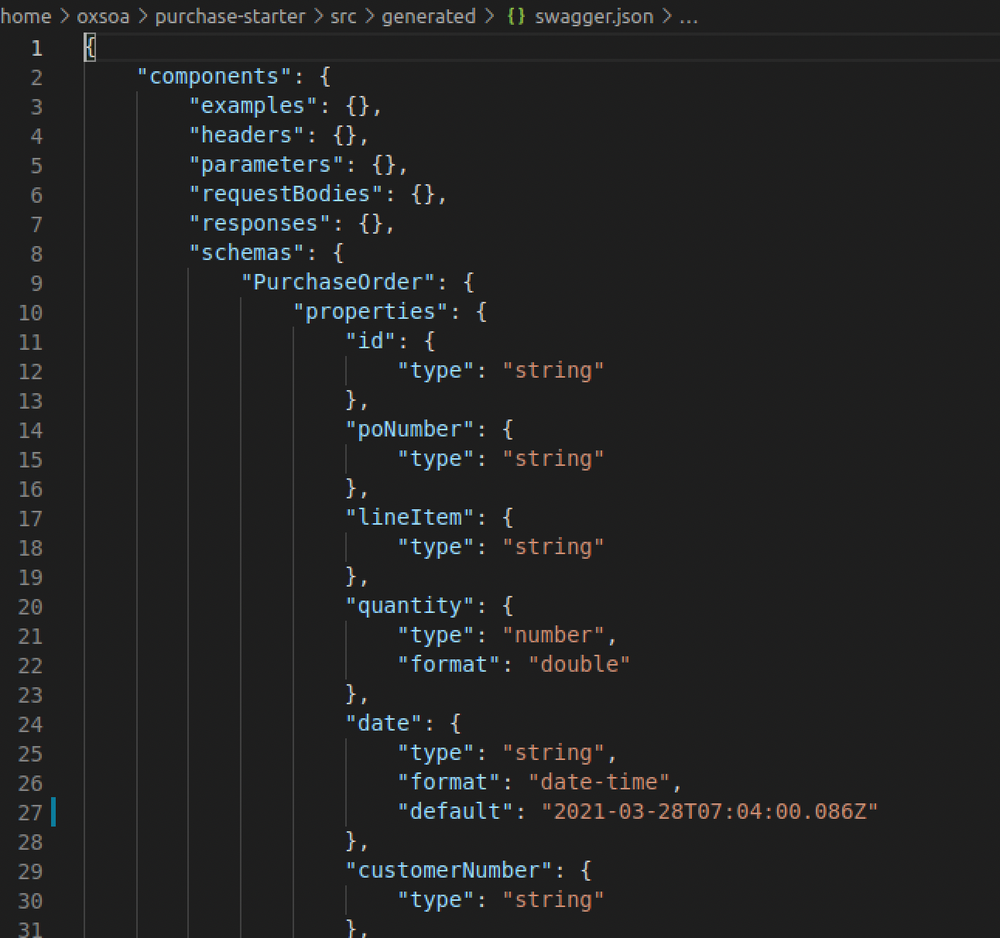 home > oxsoa > purchase-starter > src > generated > {} swagger.json > ...
1 {
2     "components": {
3         "examples": {},
4         "headers": {},
5         "parameters": {},
6         "requestBodies": {},
7         "responses": {},
8         "schemas": {
9             "PurchaseOrder": {
10                 "properties": {
11                     "id": {
12                         "type": "string"
13                     },
14                     "poNumber": {
15                         "type": "string"
16                     },
17                     "lineItem": {
18                         "type": "string"
19                     },
20                     "quantity": {
21                         "type": "number",
22                         "format": "double"
23                     },
24                     "date": {
25                         "type": "string",
26                         "format": "date-time",
27                         "default": "2021-03-28T07:04:00.086Z"
28                     },
29                     "customerNumber": {
30                         "type": "string"
31                     },